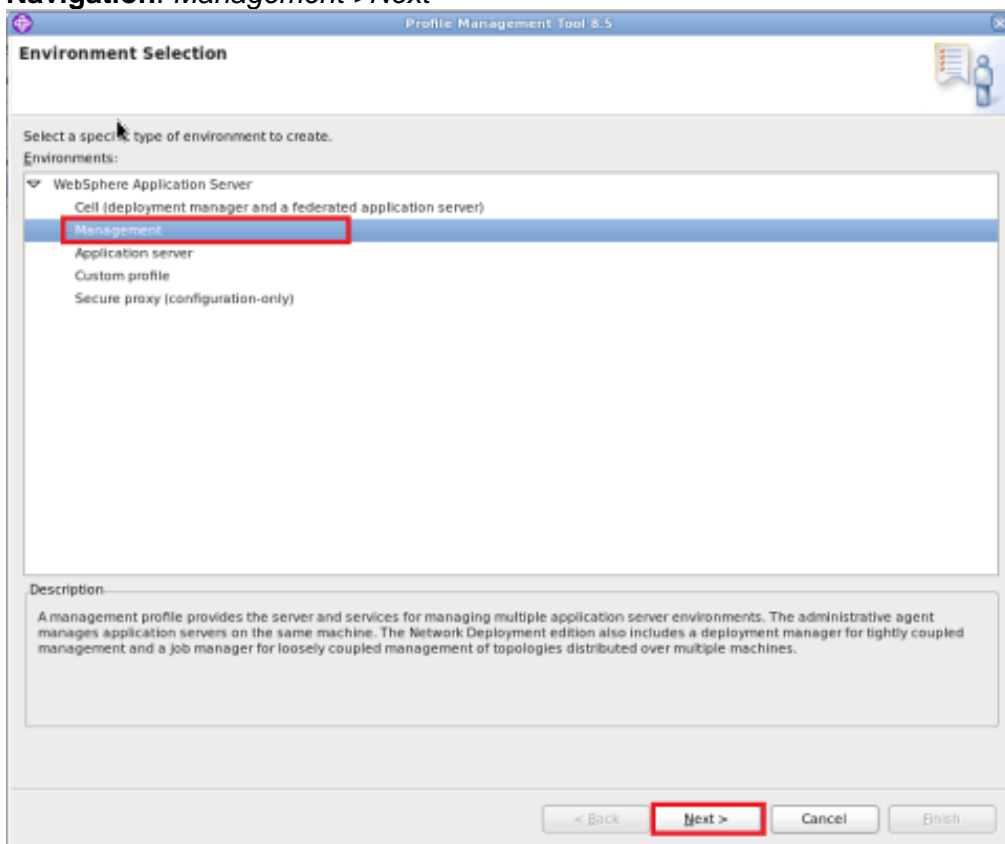 Navigation: Management>Next
Profile Management Tool 8.5
Environment Selection
Select a specific type of environment to create.
Environments:
WebSphere Application Server
Cell (deployment manager and a federated application server)
Management
Application server
Custom profile
Secure proxy (configuration-only)
Description
A management profile provides the server and services for managing multiple application server environments. The administrative agent
manages application servers on the same machine. The Network Deployment edition also includes a deployment manager for tightly coupled
management and a job manager for loosely coupled management of topologies distributed over multiple machines.
< Back Next > Cancel Finish